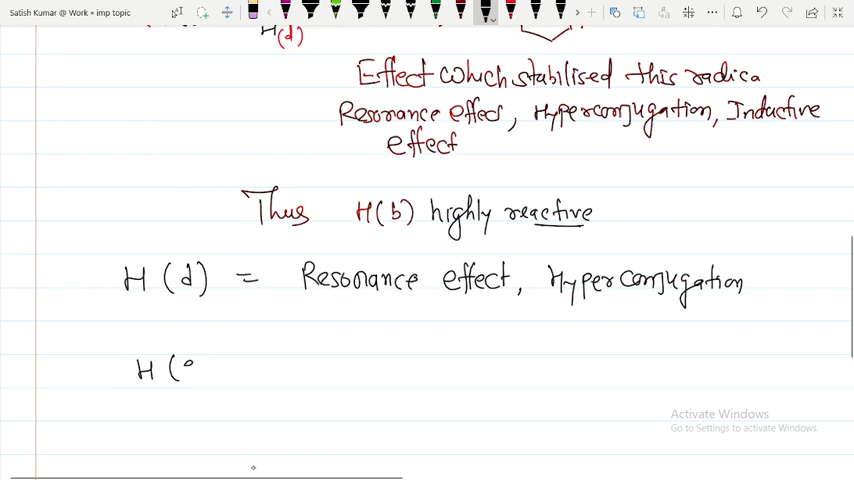 Satish Kumar @ Work » imp topic
H(d)
Effect which stabilised this radica
Resonance effect, Hyperconjugation, Inductive
effect
Thus H(b) highly reactive
H (d) = Resonance effect, Hyperconjugation
H (
Activate Windows
Go to Settings to activate Windows.